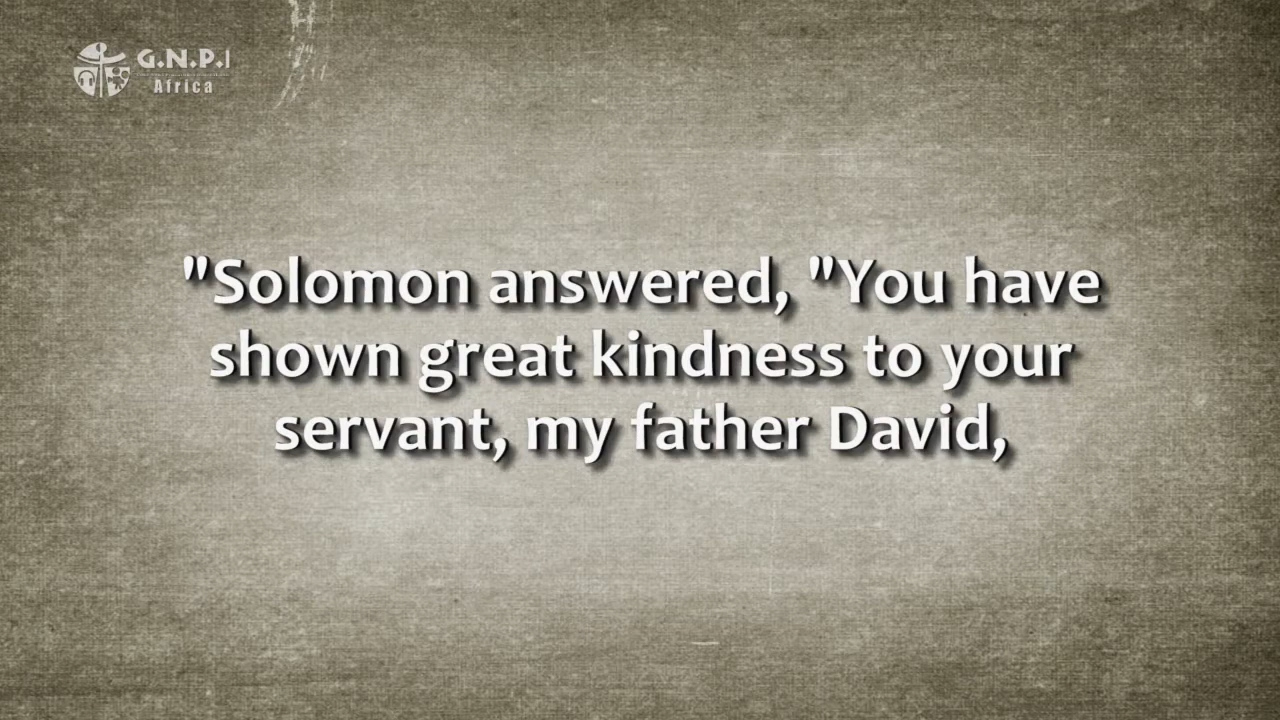 G.N.P.I
Africa
"Solomon answered, "You have
shown great kindness to your
servant, my father David,